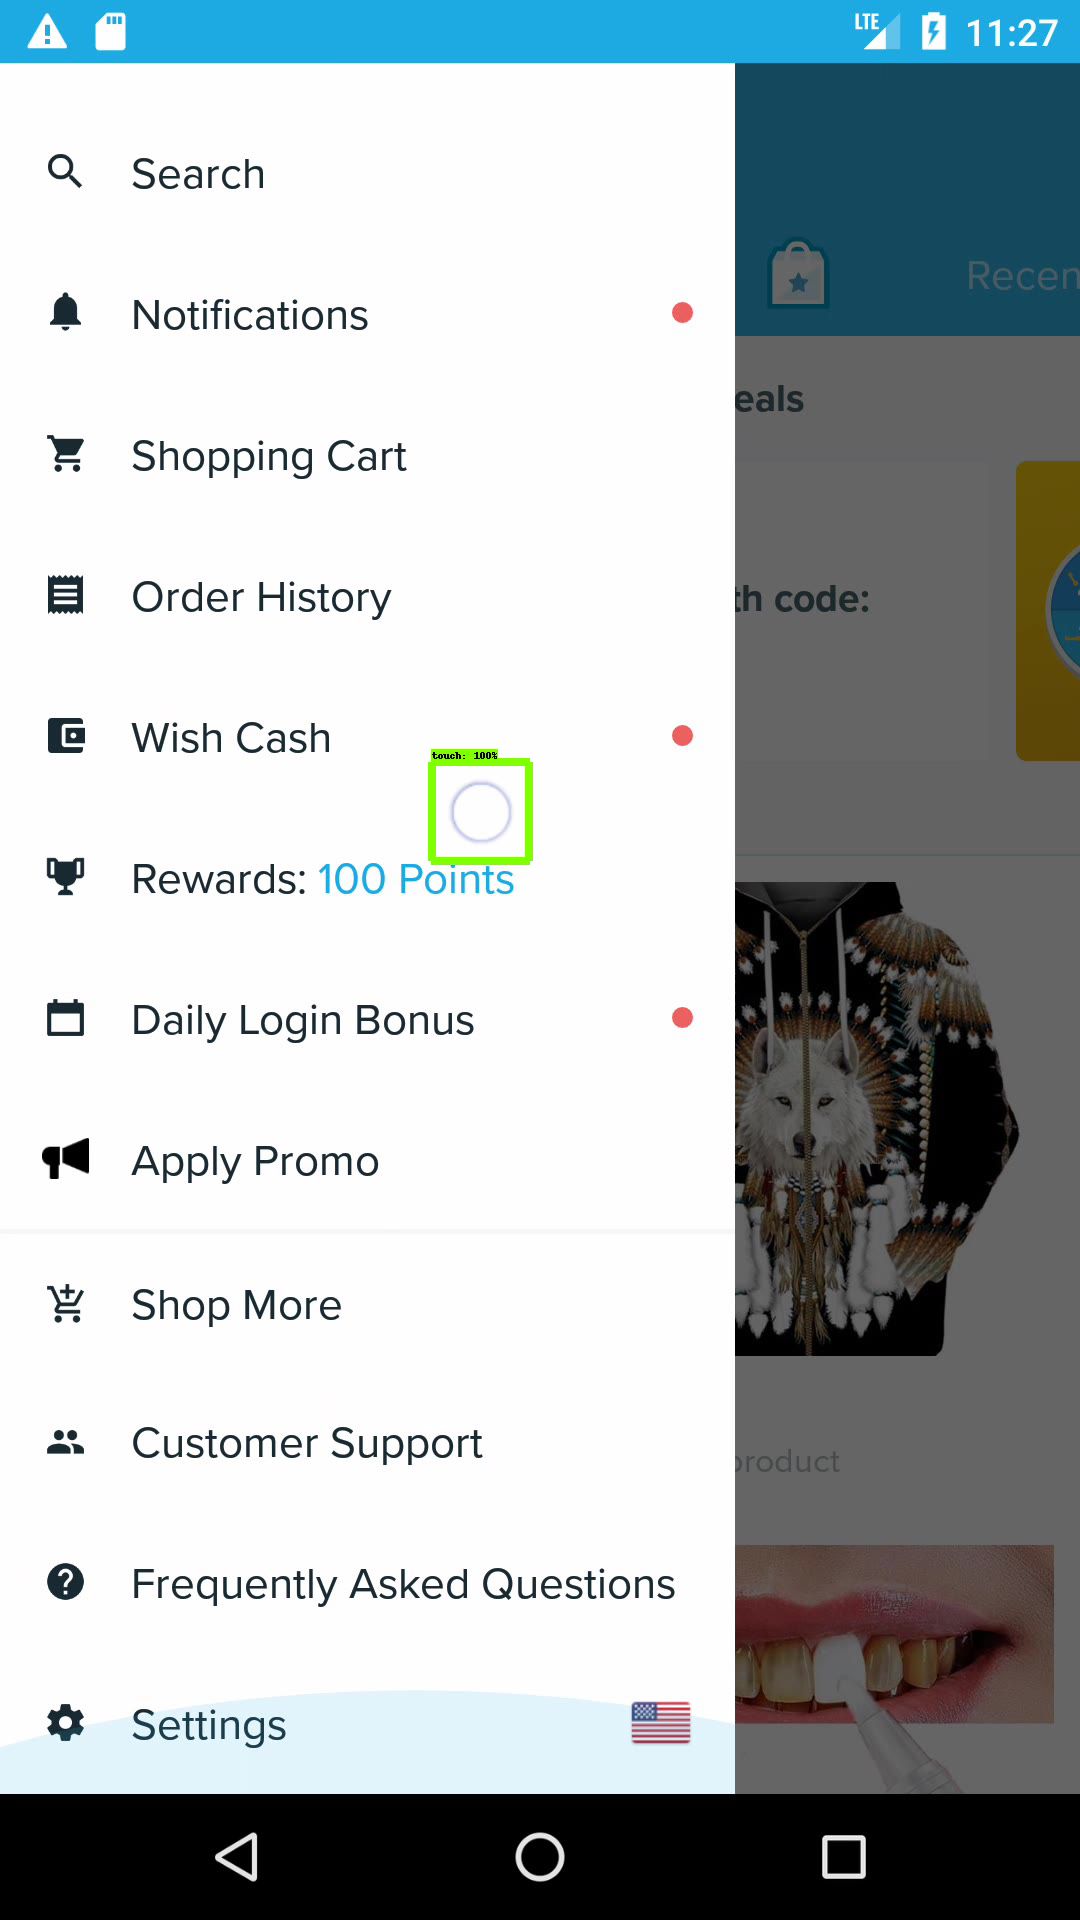 LTE 11:27
Search
Notifications
Recen
Shopping Cart
eals
Order History
th code:
Wish Cash
touch: 100%
Rewards: 100 Points
Daily Login Bonus
Apply Promo
Shop More
Customer Support
product
Frequently Asked Questions
Settings